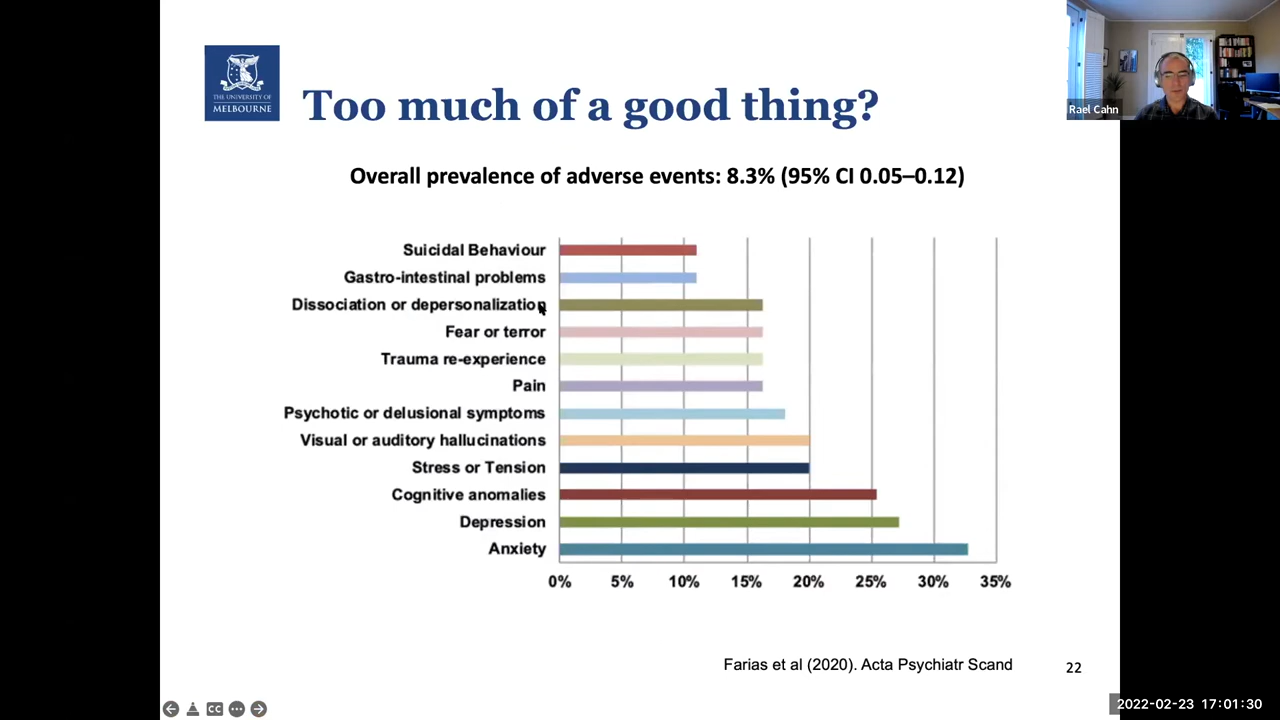 THE UNIVERSITY OF
MELBOURNE
Too much of a good thing?
Rael Cahn
Overall prevalence of adverse events: 8.3% (95% CI 0.05–0.12)
Suicidal Behaviour
Gastro-intestinal problems
Dissociation or depersonalization
Fear or terror
Trauma re-experience
Pain
Psychotic or delusional symptoms
Visual or auditory hallucinations
Stress or Tension
Cognitive anomalies
Depression
Anxiety
0% 5% 10% 15% 20% 25% 30% 35%
Farias et al (2020). Acta Psychiatr Scand
22
CC
2022-02-23 17:01:30